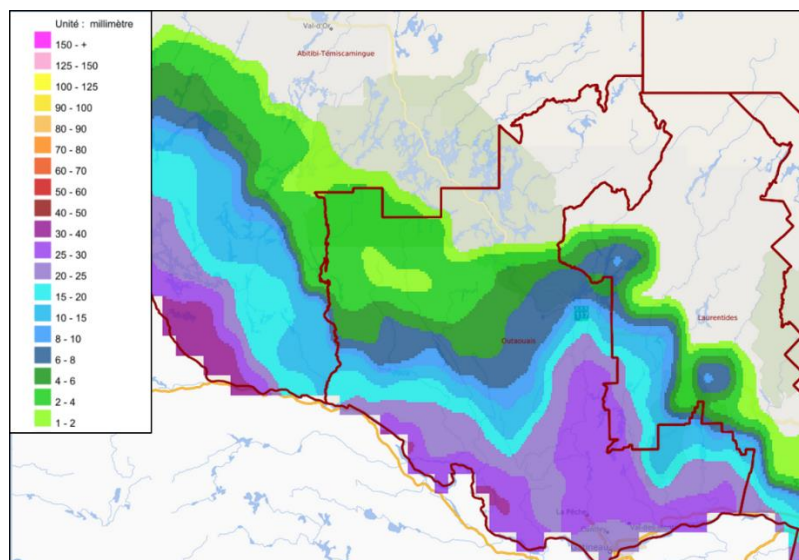 Unité : millimètre
150 - +
125 - 150
100 - 125
90 - 100
80 - 90
70 - 80
60 - 70
50 - 60
40 - 50
30 - 40
25 - 30
20 - 25
15 - 20
10 - 15
8 - 10
6 - 8
4 - 6
2 - 4
1 - 2
Val-d'Or
Abitibi-Témiscamingue
Laurentides
Outaouais
La Pêche